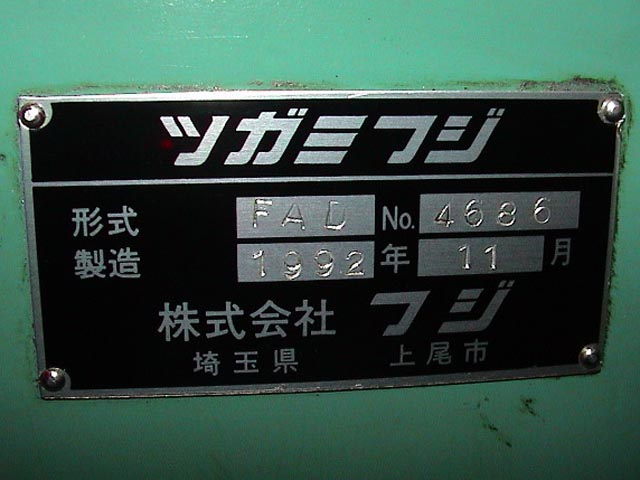 ツガミフジ
形式 FAD No. 4686
製造 1992 年 11 月
株式会社 フジ
埼玉県 上尾市